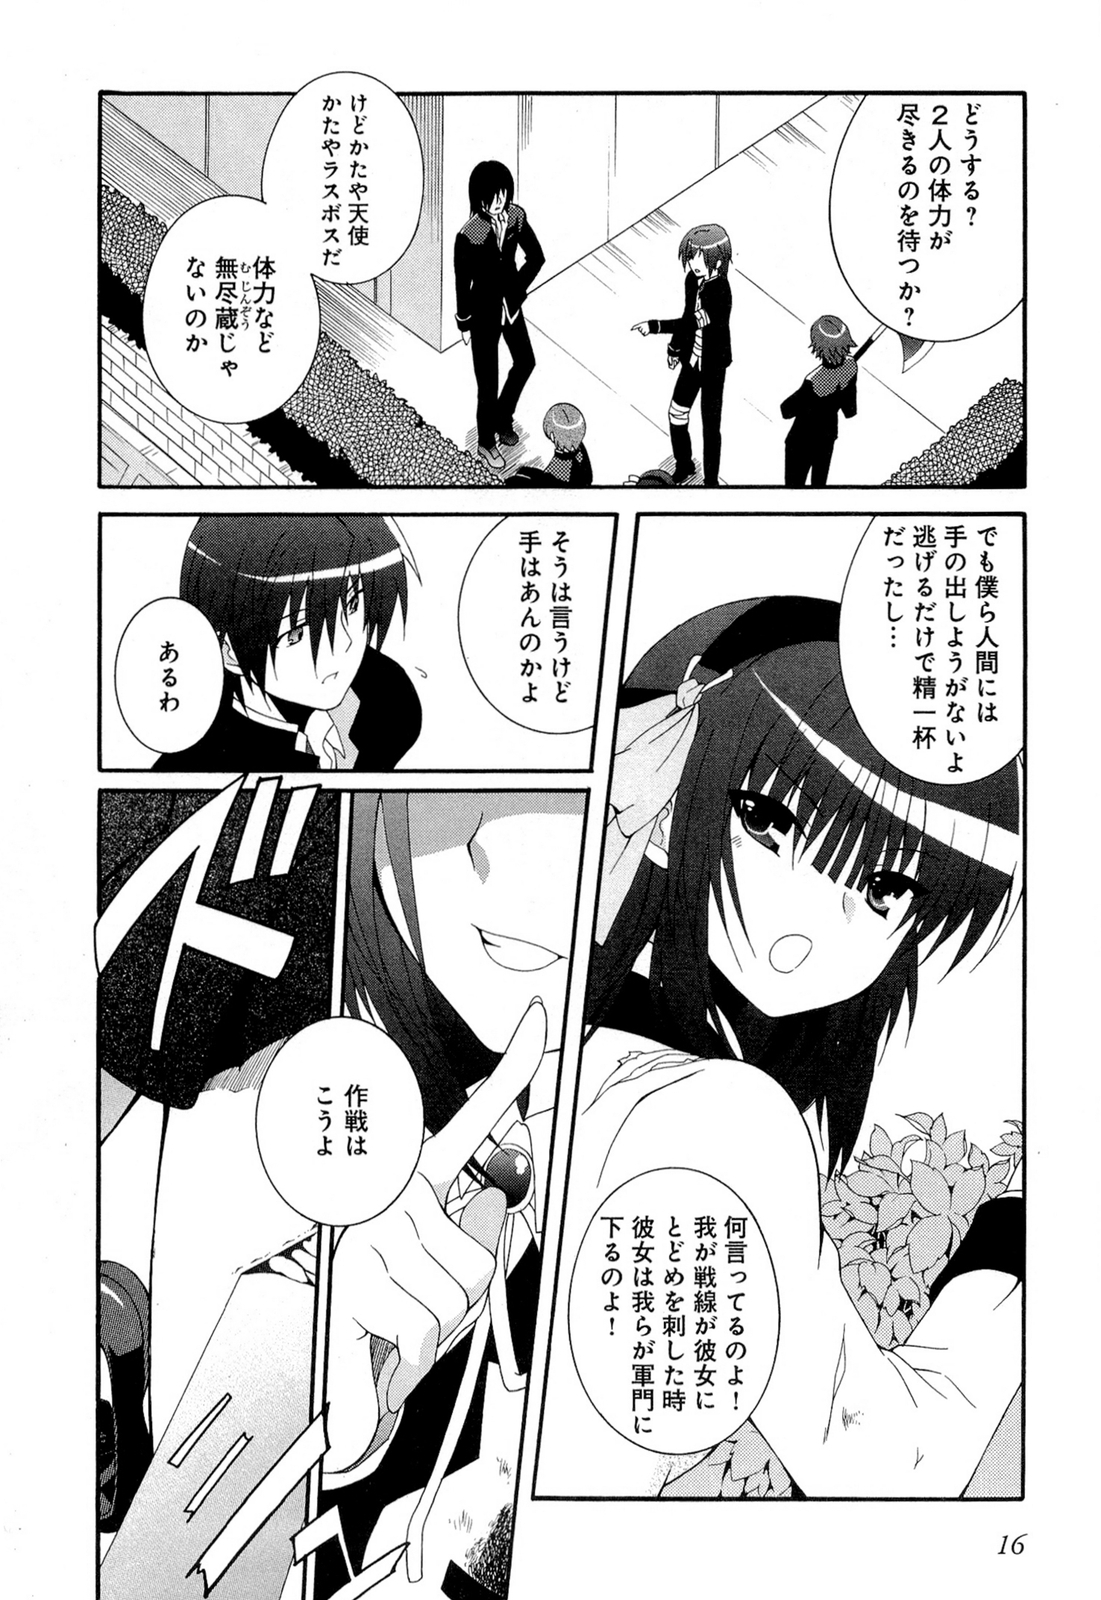 どうする？
２人の体力が
尽きるのを待つか？
けどかたや天使
かたやラスボスだ
体力など
無尽蔵じゃ
むじんぞう
ないのか
でも僕ら人間には
手の出しようがないよ
逃げるだけで精一杯
だったし…
何言ってるのよ！
我が戦線が彼女に
とどめを刺した時
彼女は我らが軍門に
下るのよ！
そうは言うけど
手はあんのかよ
あるわ
作戦は
こうよ
ドン
16